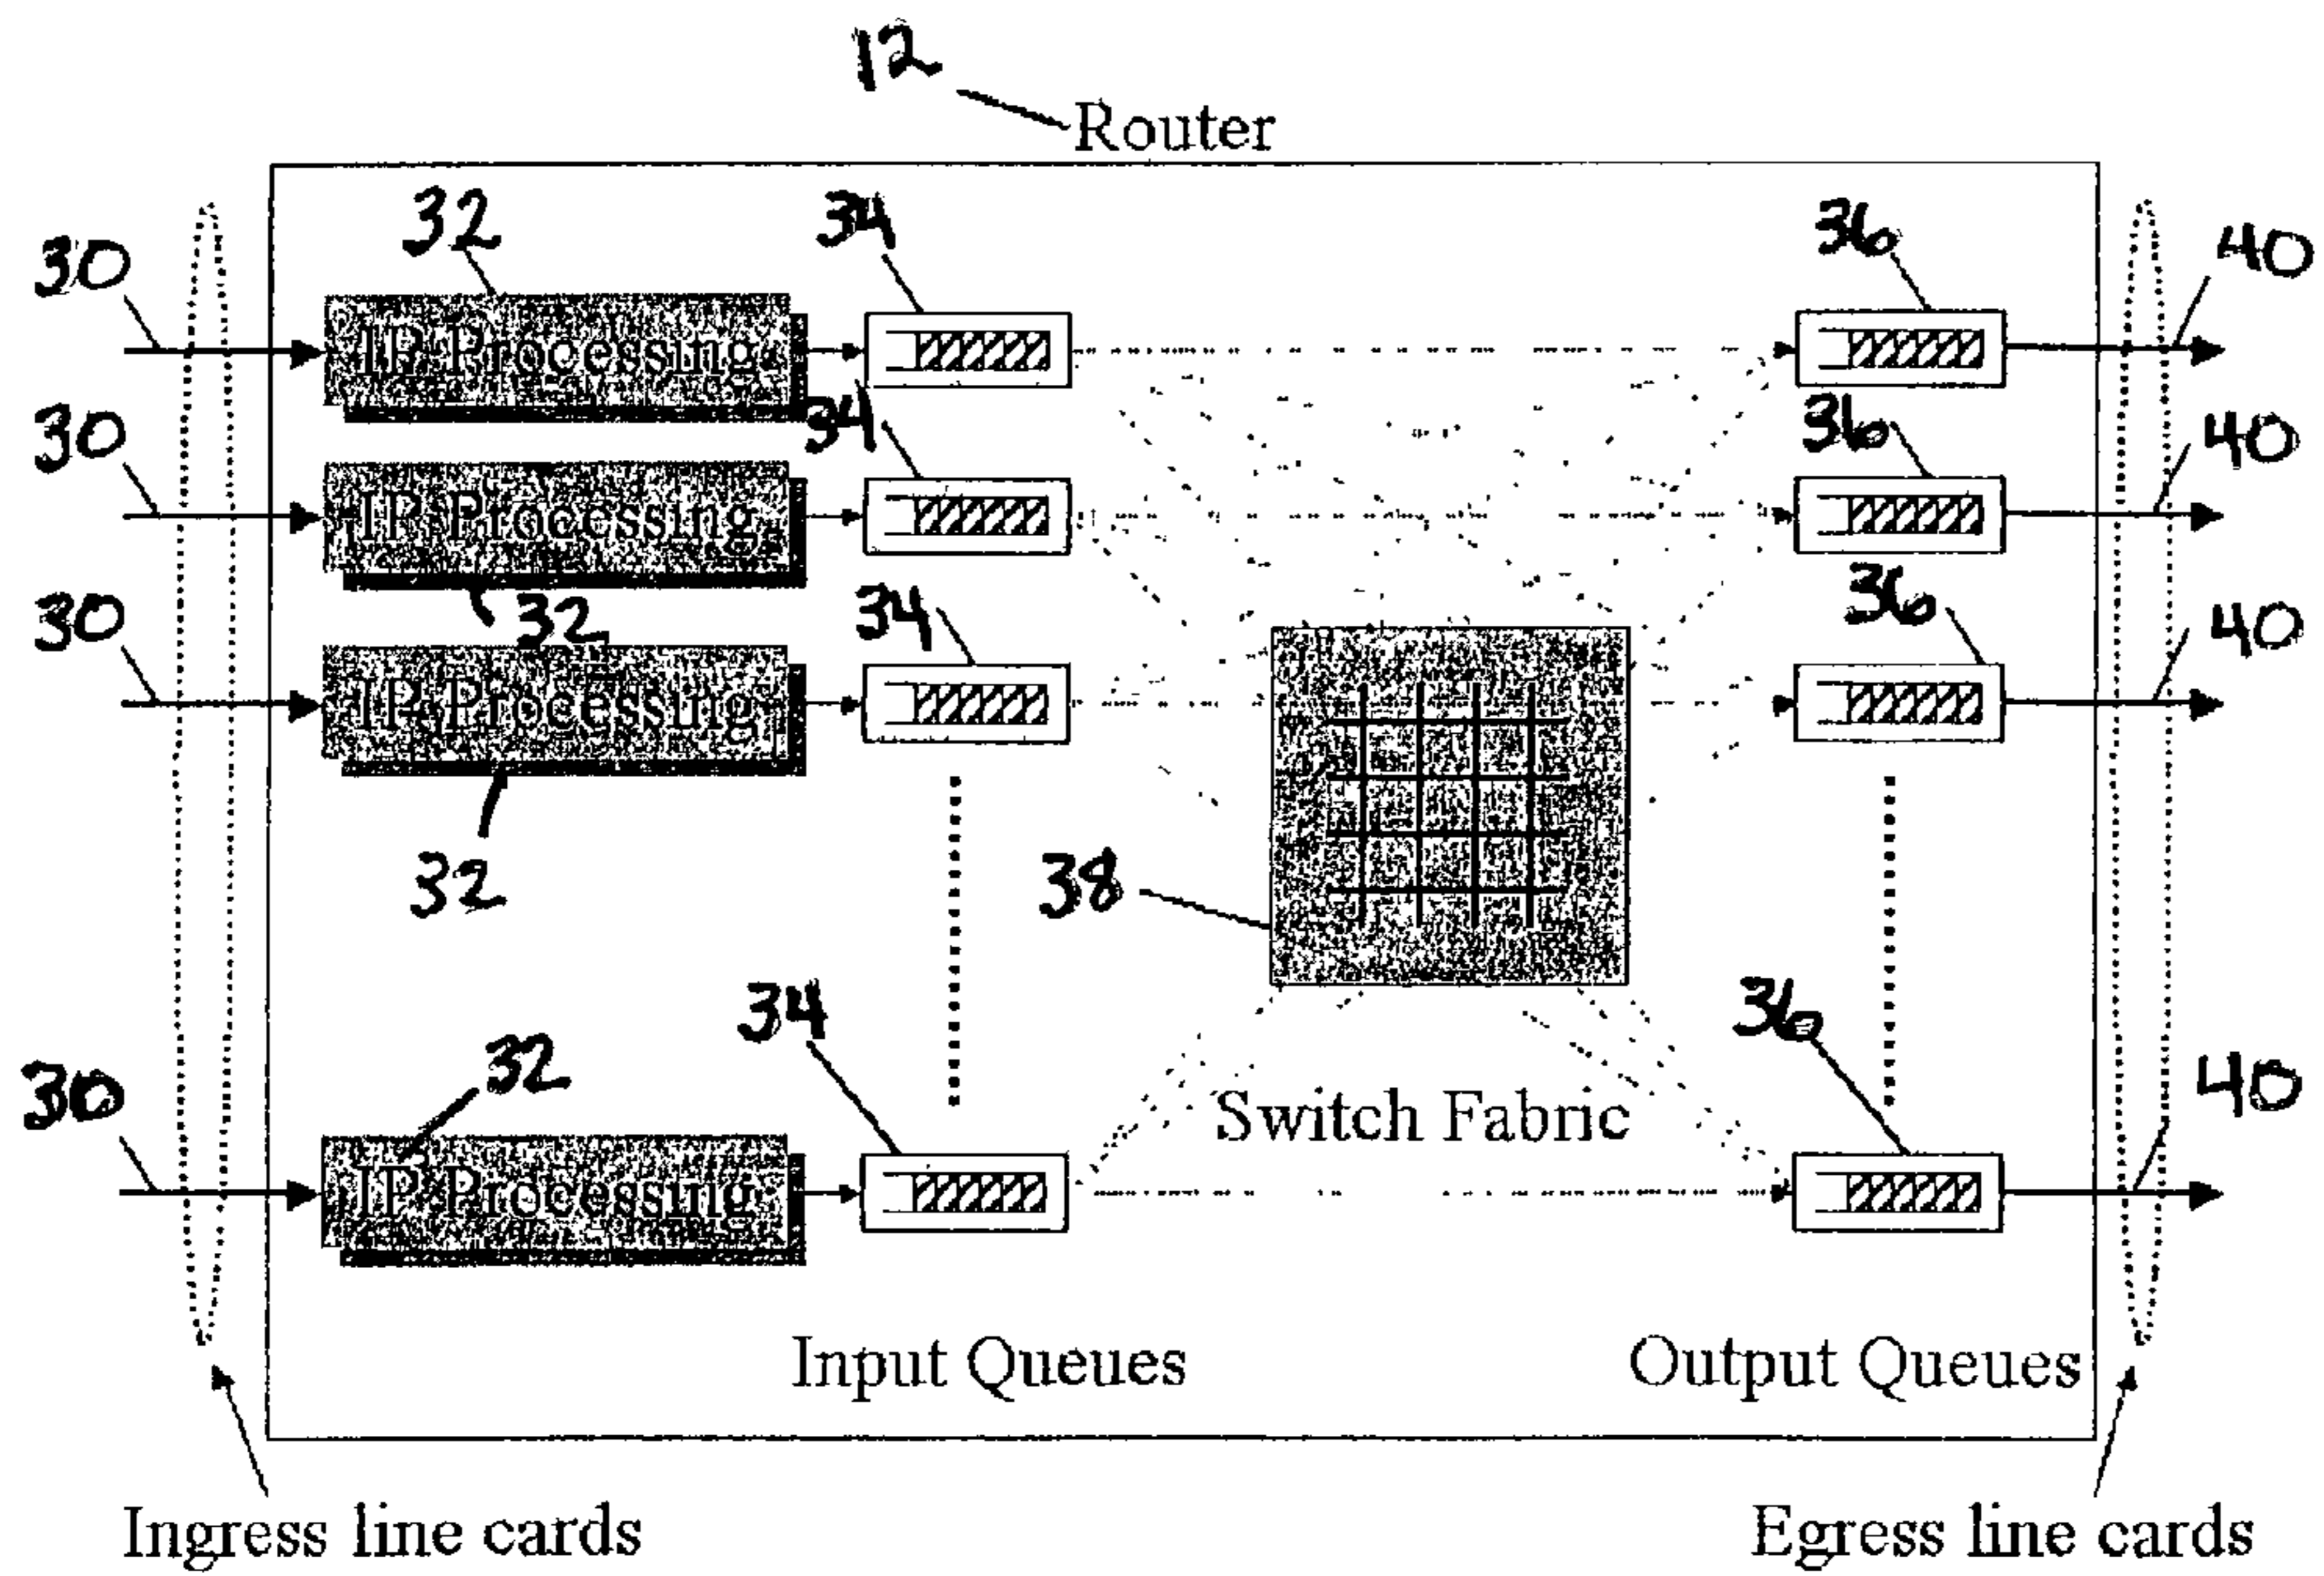 12
Router
32
34
36
30
40
IP Processing
34
36
30
40
IP Processing
32
34
36
30
40
IP Processing
32
38
34
36
32
30
40
Switch Fabric
IP Processing
Input Queues
Output Queues
Ingress line cards
Egress line cards